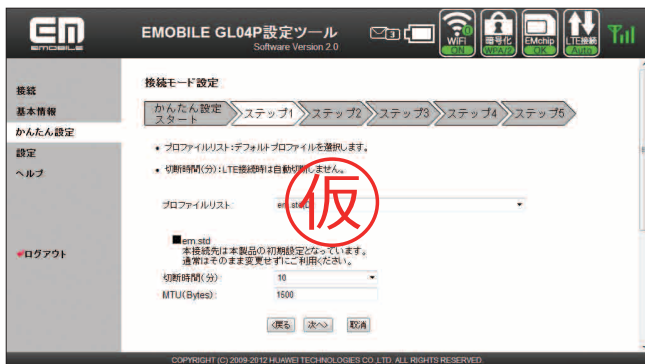 EM
EMOBILE
EMOBILE GL04P設定ツール
Software Version 2.0
3
WiFi
ON
暗号化
WPA/2
EMchip
OK
LTE接続
Auto
接続
基本情報
かんたん設定
設定
ヘルプ
ログアウト
接続モード設定
かんたん設定
スタート
ステップ1
ステップ2
ステップ3
ステップ4
ステップ5
• プロファイルリスト:デフォルトプロファイルを選択します。
• 切断時間(分):LTE接続時は自動切断しません。
仮
プロファイルリスト:
■em.std
本接続先は本製品の初期設定となっています。
通常はそのまま変更せずにご利用ください。
切断時間(分):
10
MTU(Bytes):
1500
<戻る
次へ>
取消
COPYRIGHT (C) 2009-2012 HUAWEI TECHNOLOGIES CO.,LTD. ALL RIGHTS RESERVED.